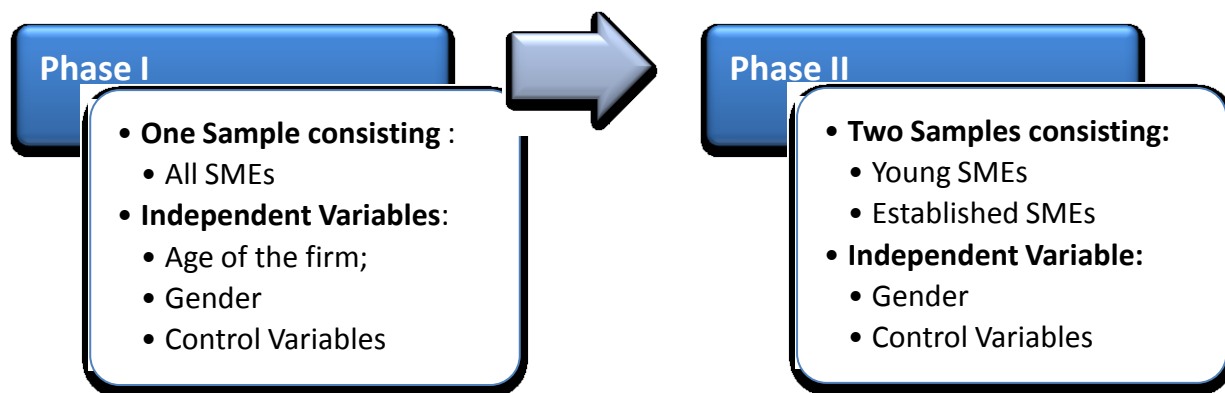 Phase I
• One Sample consisting :
• All SMEs
• Independent Variables:
• Age of the firm;
• Gender
• Control Variables
Phase II
• Two Samples consisting:
• Young SMEs
• Established SMEs
• Independent Variable:
• Gender
• Control Variables